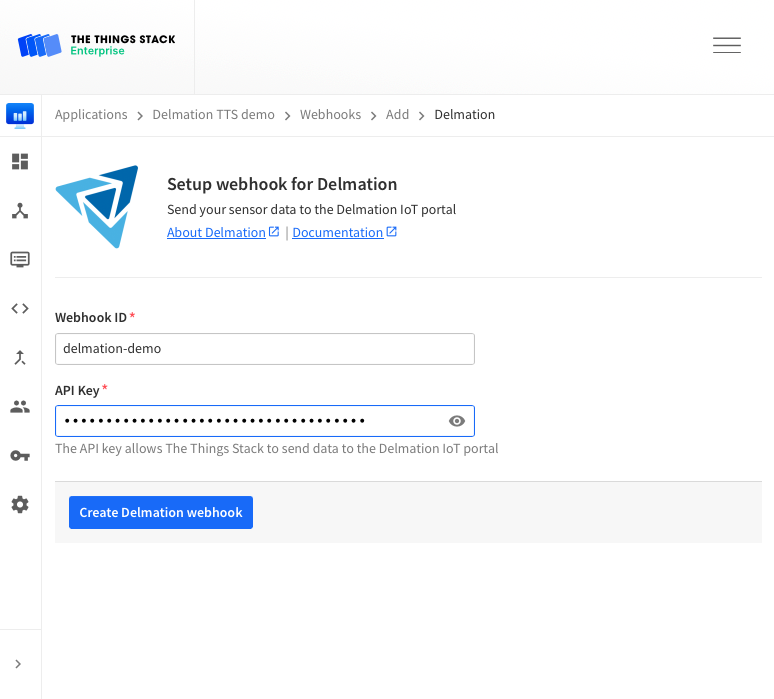 THE THINGS STACK
Enterprise
Applications > Delmation TTS demo > Webhooks > Add > Delmation
Setup webhook for Delmation
Send your sensor data to the Delmation IoT portal
About Delmation | Documentation
Webhook ID *
delmation-demo
API Key *
••••••••••••••••••••••••••••••••••••
The API key allows The Things Stack to send data to the Delmation IoT portal
Create Delmation webhook